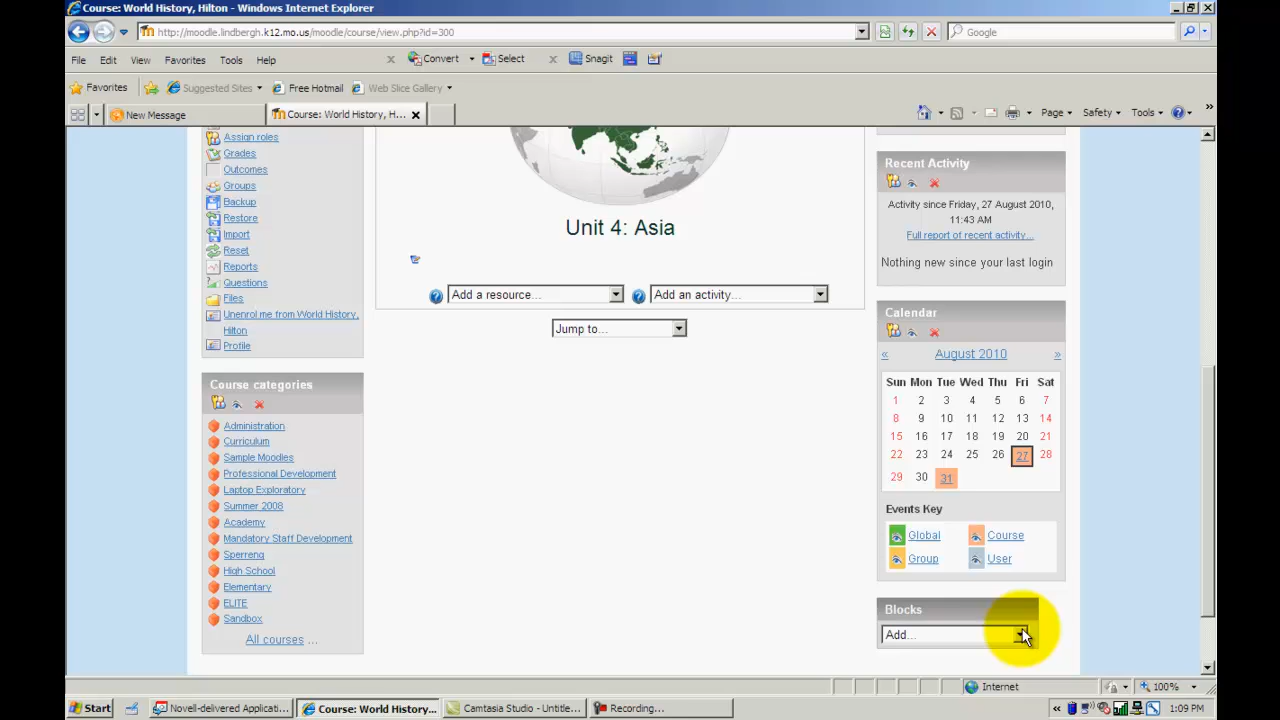 Course: World History, Hilton - Windows Internet Explorer
http://moodle.lindbergh.k12.mo.us/moodle/course/view.php?id=300
Google
File Edit View Favorites Tools Help
x Convert Select x Snagit
Favorites Suggested Sites Free Hotmail Web Slice Gallery
New Message
Course: World History, H... x
Page Safety Tools
Assign roles
Grades
Outcomes
Groups
Backup
Restore
Import
Reset
Reports
Questions
Files
Unenrol me from World History,
Hilton
Profile
Course categories
Administration
Curriculum
Sample Moodles
Professional Development
Laptop Exploratory
Summer 2008
Academy
Mandatory Staff Development
Sperreng
High School
Elementary
ELITE
Sandbox
All courses ...
Unit 4: Asia
Add a resource... Add an activity...
Jump to...
Recent Activity
Activity since Friday, 27 August 2010,
11:43 AM
Full report of recent activity...
Nothing new since your last login
Calendar
« August 2010 »
Sun Mon Tue Wed Thu Fri Sat
1 2 3 4 5 6 7
8 9 10 11 12 13 14
15 16 17 18 19 20 21
22 23 24 25 26 27 28
29 30 31
Events Key
Global Course
Group User
Blocks
Add...
Internet 100%
Start Novell-delivered Applicati... Course: World History... Camtasia Studio - Untitle... Recording... « 1:09 PM